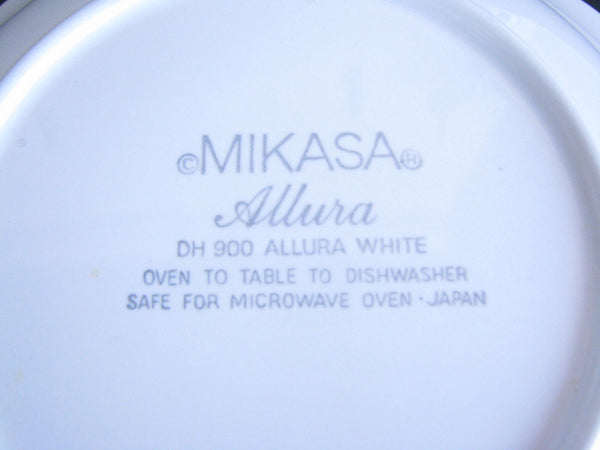 ©MIKASA®
Allura
DH 900 ALLURA WHITE
OVEN TO TABLE TO DISHWASHER
SAFE FOR MICROWAVE OVEN · JAPAN